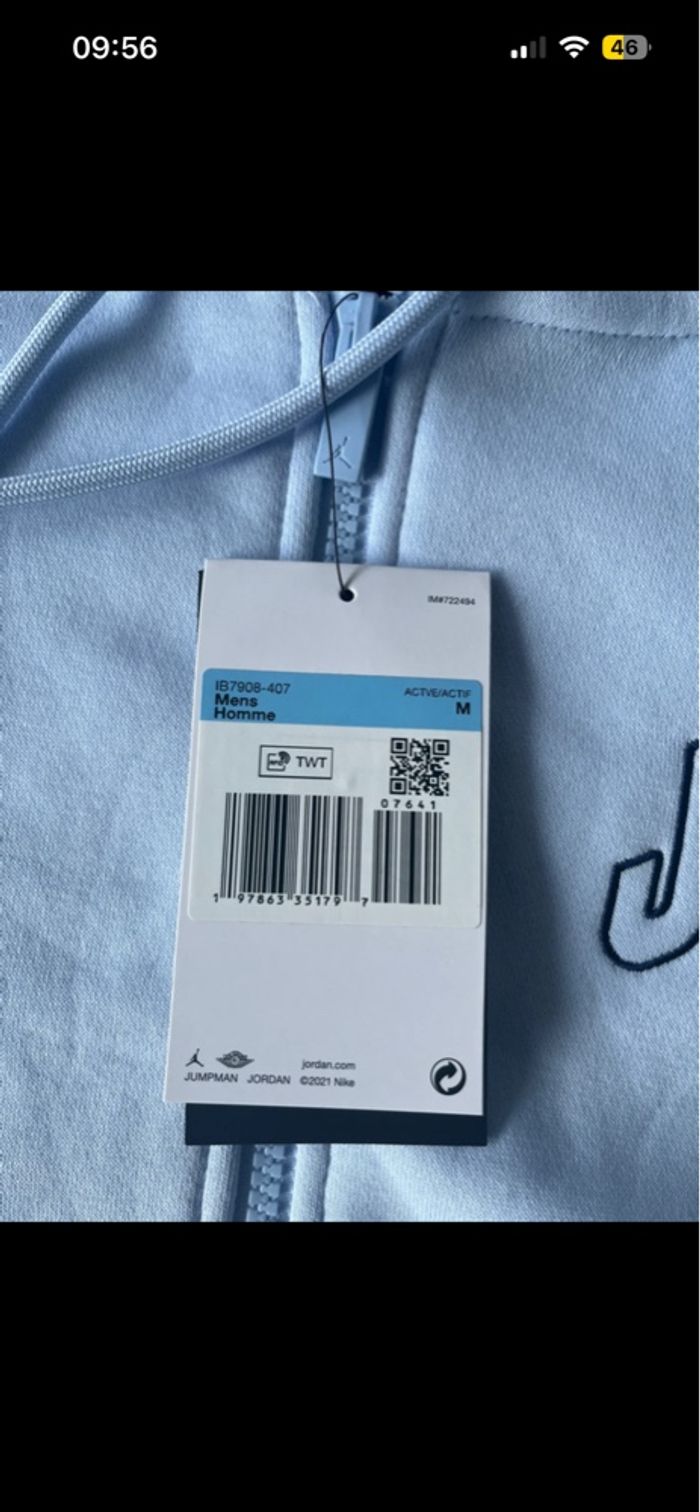 09:56
46
IM#722494
IB7908-407
ACTVE/ACTIF
Mens
M
Homme
RFID TWT
07641
1 97863 35179 7
jordan.com
JUMPMAN JORDAN ©2021 Nike
J